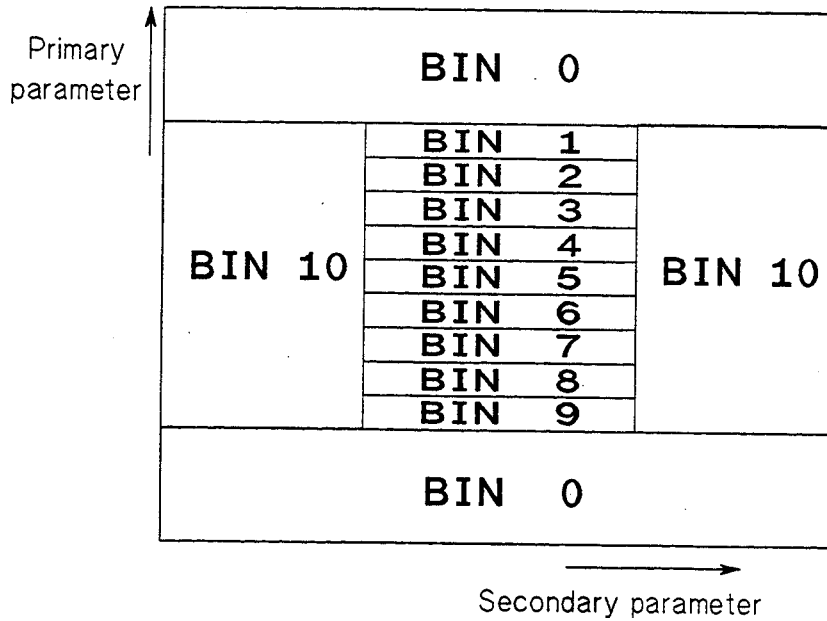 Primary
parameter
BIN 0
BIN 1
BIN 2
BIN 3
BIN 4
BIN 5
BIN 6
BIN 7
BIN 8
BIN 9
BIN 10
BIN 10
BIN 0
Secondary parameter